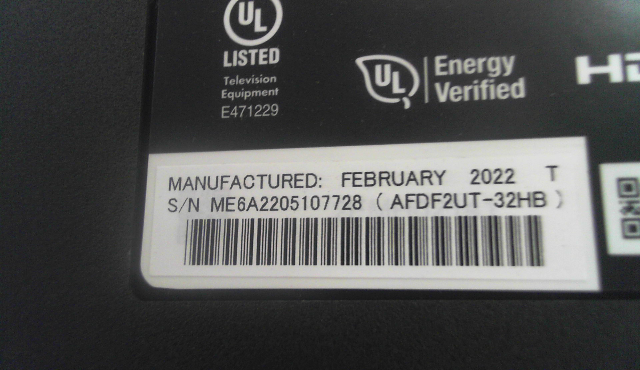 UL
LISTED
Television
Equipment
E471229
UL
Energy
Verified
MANUFACTURED: FEBRUARY 2022 T
S/N ME6A2205107728 ( AFDF2UT-32HB )